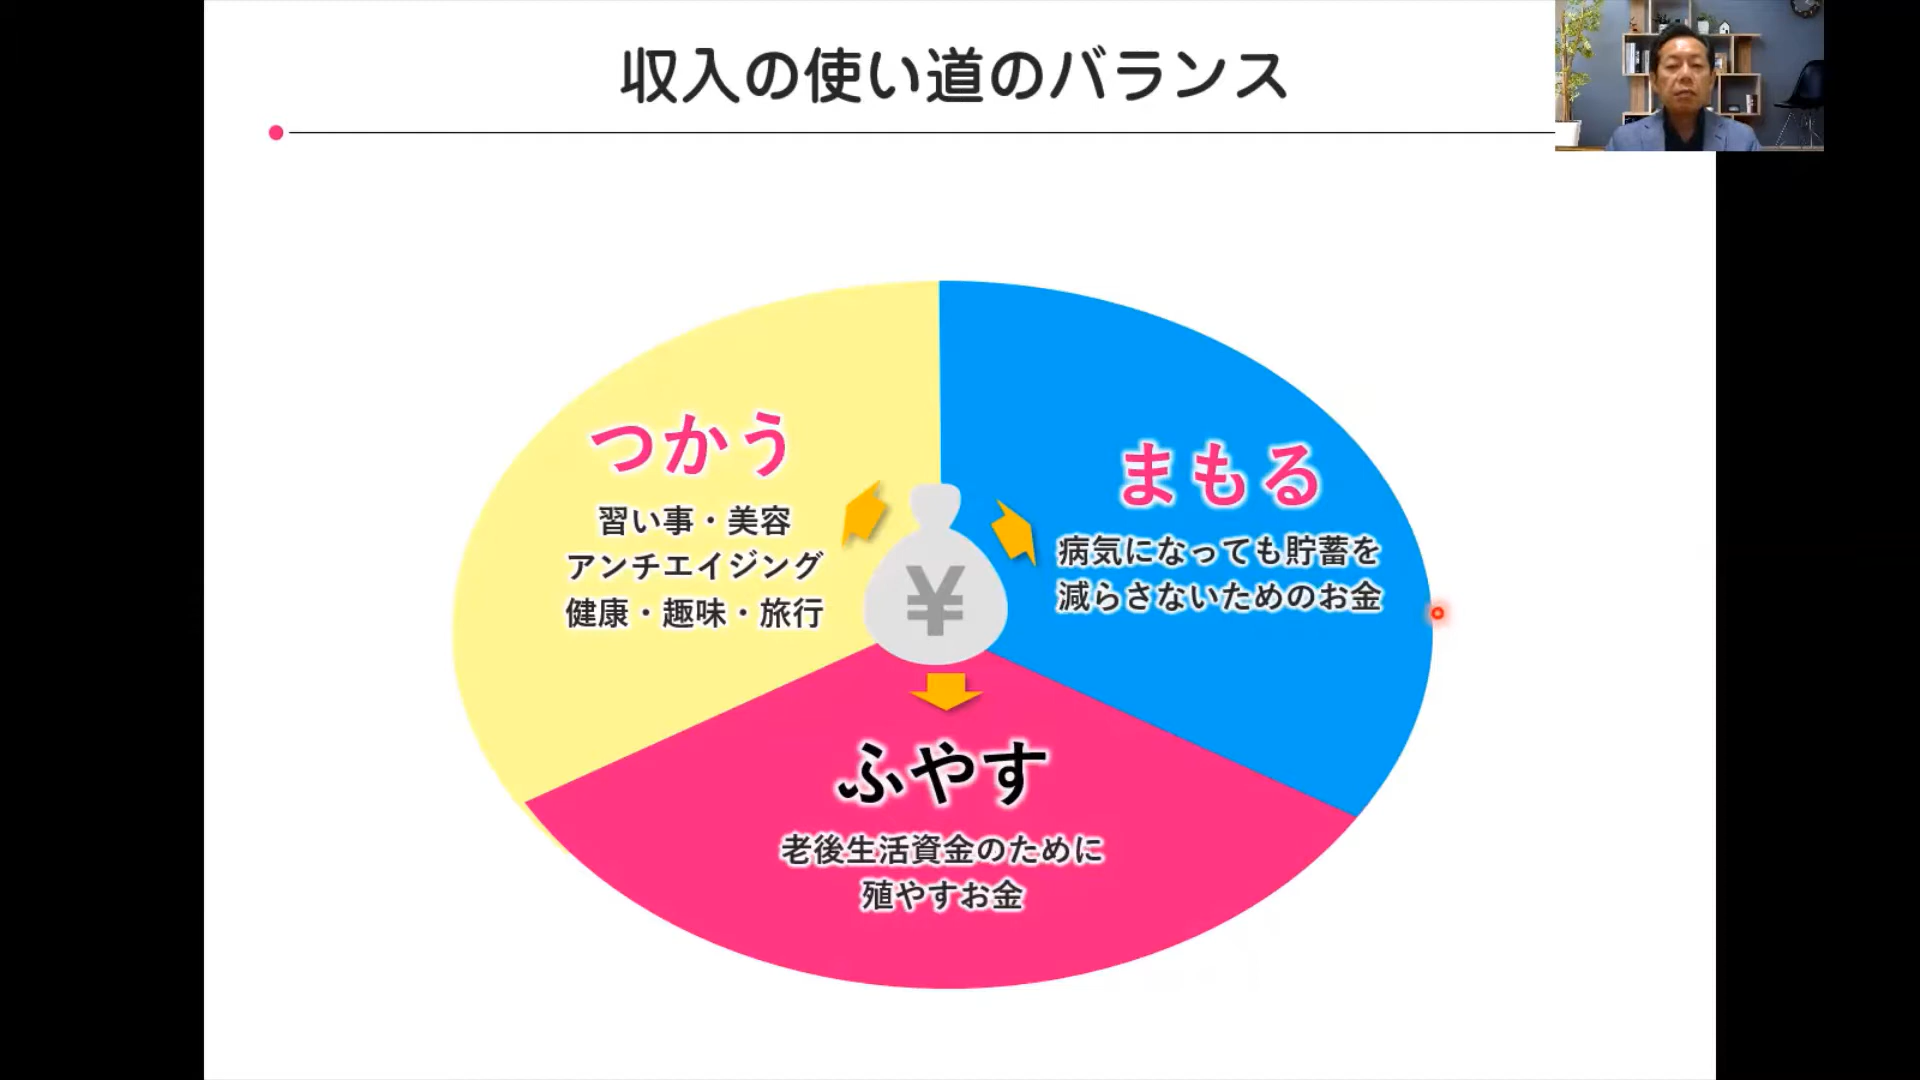 収入の使い道のバランス
つかう
習い事・美容
アンチエイジング
健康・趣味・旅行
まもる
病気になっても貯蓄を
減らさないためのお金
¥
ふやす
老後生活資金のために
殖やすお金